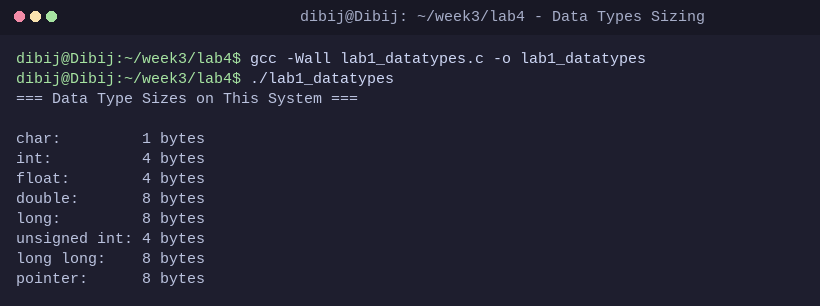 dibij@Dibij: ~/week3/lab4 - Data Types Sizing
dibij@Dibij:~/week3/lab4$ gcc -Wall lab1_datatypes.c -o lab1_datatypes
dibij@Dibij:~/week3/lab4$ ./lab1_datatypes
=== Data Type Sizes on This System ===
char:         1 bytes
int:          4 bytes
float:        4 bytes
double:       8 bytes
long:         8 bytes
unsigned int: 4 bytes
long long:    8 bytes
pointer:      8 bytes